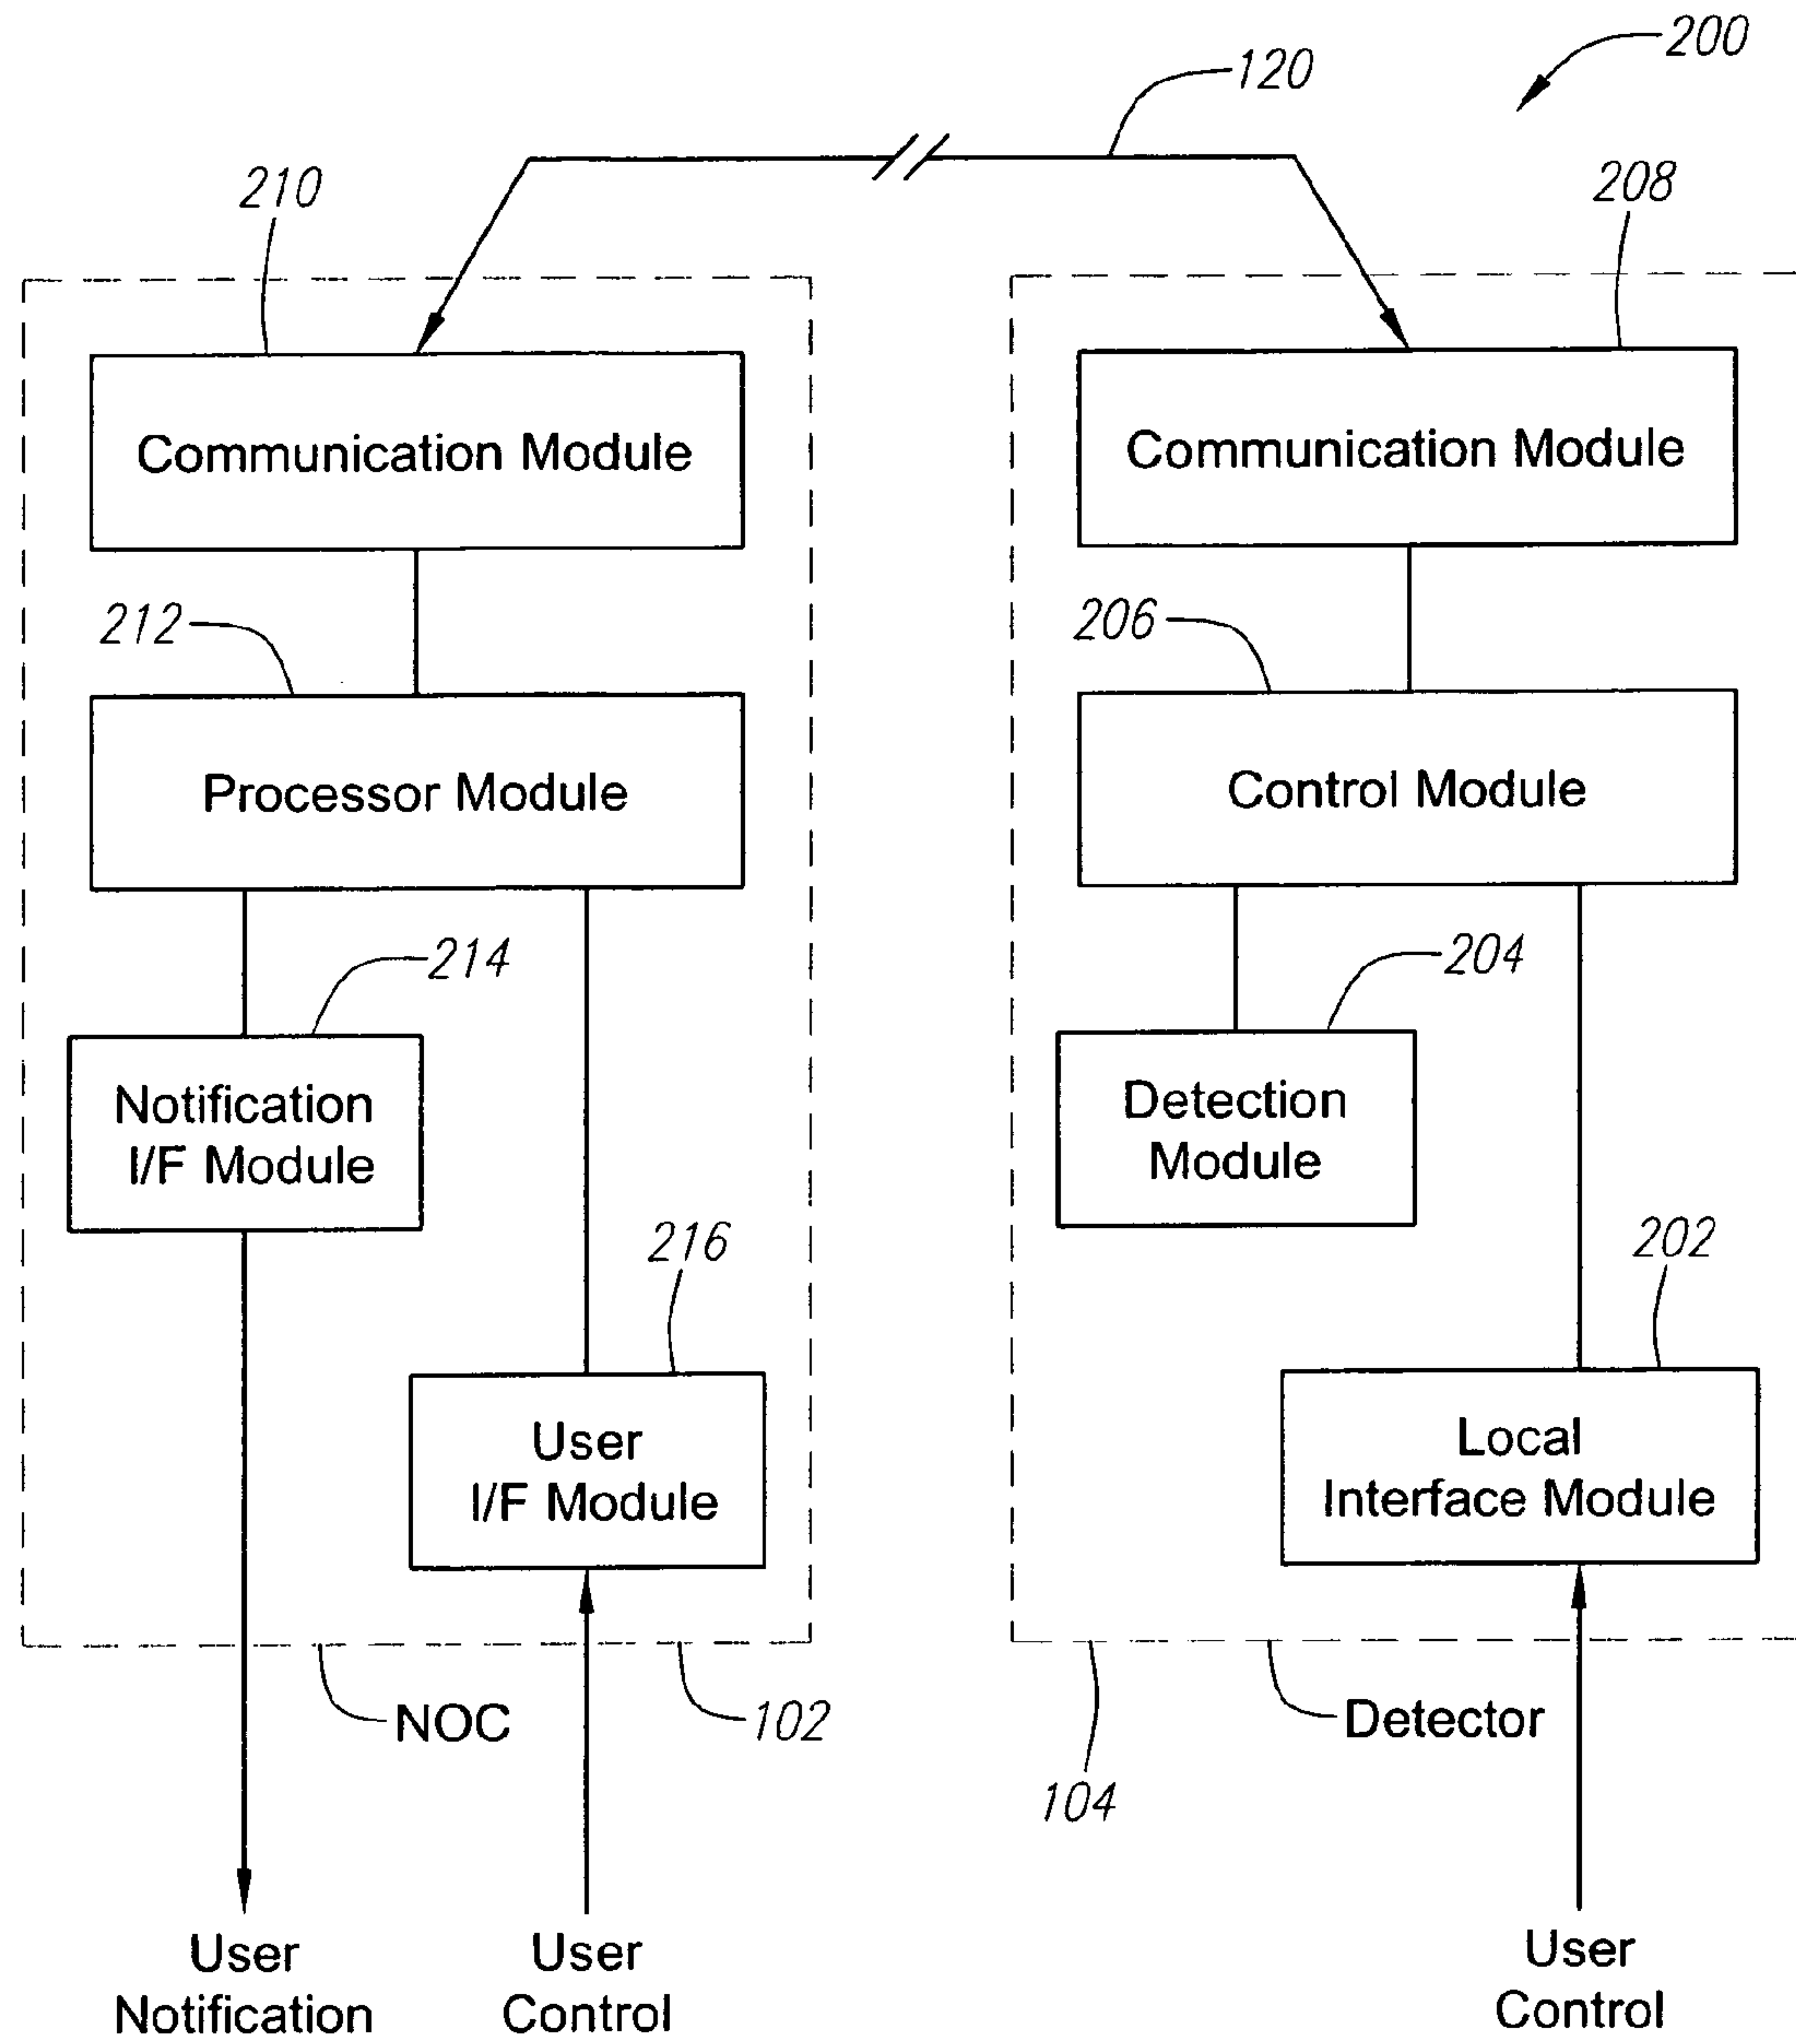 200
120
210
208
Communication Module
Communication Module
212
206
Processor Module
Control Module
214
204
Notification
I/F Module
Detection
Module
216
202
User
I/F Module
Local
Interface Module
NOC
102
Detector
104
User
Notification
User
Control
User
Control